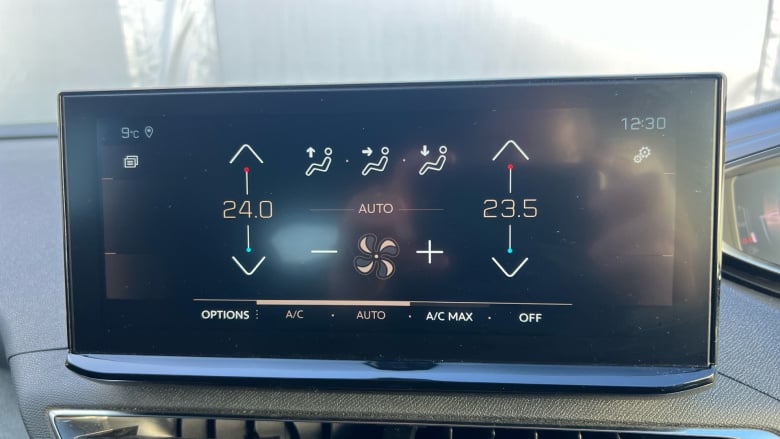 9°C 12:30
24.0 AUTO 23.5
OPTIONS A/C AUTO A/C MAX OFF